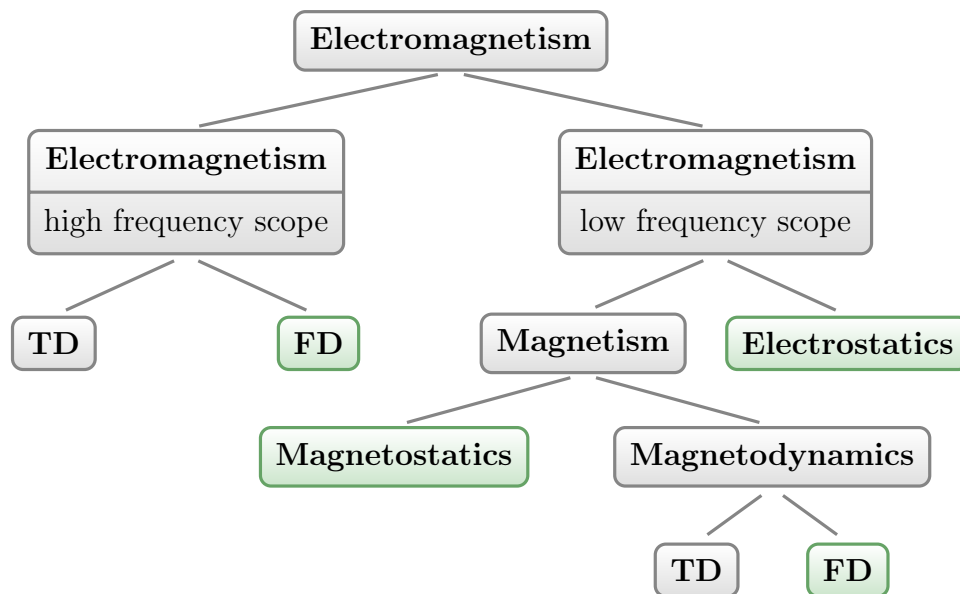 Electromagnetism
Electromagnetism
high frequency scope
Electromagnetism
low frequency scope
TD
FD
Magnetism
Electrostatics
Magnetostatics
Magnetodynamics
TD
FD